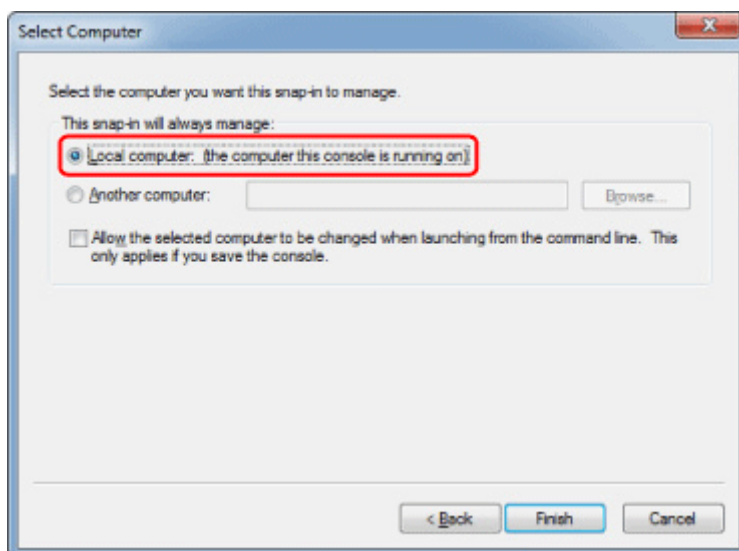 Select Computer
Select the computer you want this snap-in to manage.
This snap-in will always manage:
Local computer: (the computer this console is running on)
Another computer:
Browse...
Allow the selected computer to be changed when launching from the command line. This
only applies if you save the console.
< Back
Finish
Cancel